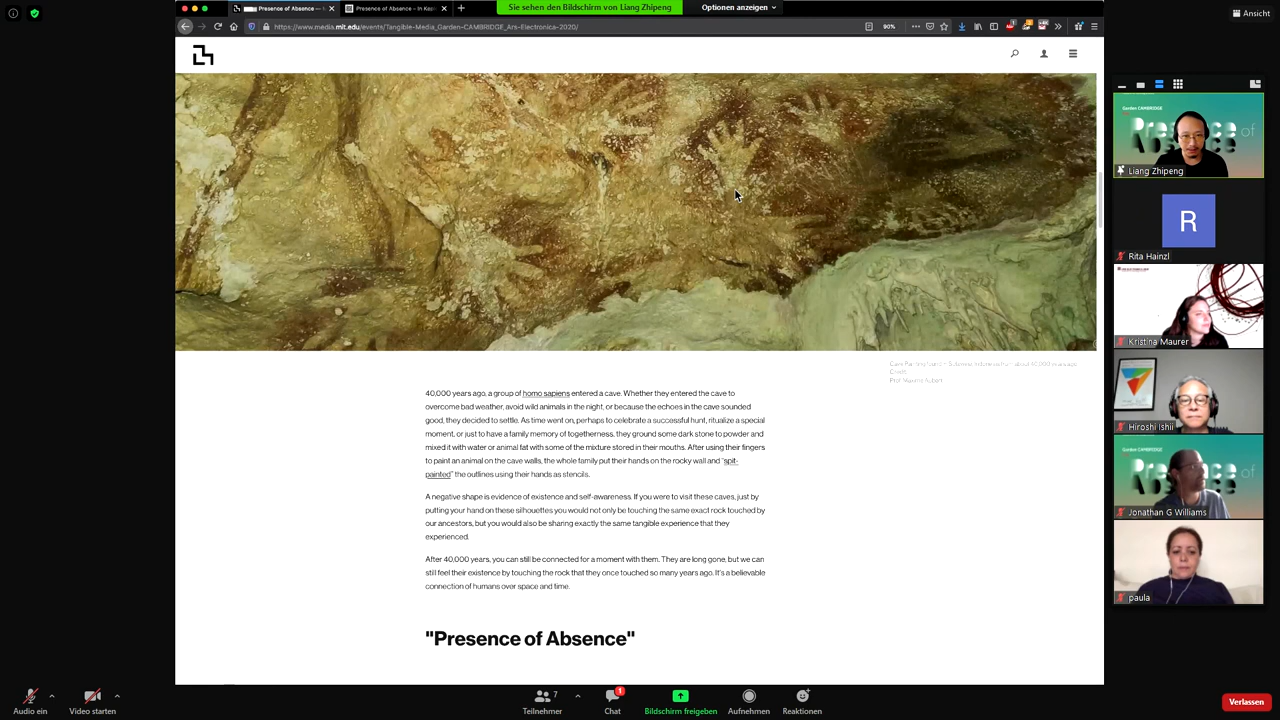 Presence of Absence — 
Presence of Absence – In Kepl
Sie sehen den Bildschirm von Liang Zhipeng
Optionen anzeigen
Ansicht
https://www.media.mit.edu/events/Tangible-Media_Garden-CAMBRIDGE_Ars-Electronica-2020/
90%
40,000 years ago, a group of homo sapiens entered a cave. Whether they entered the cave to
overcome bad weather, avoid wild animals in the night, or because the echoes in the cave sounded
good, they decided to settle. As time went on, perhaps to celebrate a successful hunt, ritualize a special
moment, or just to have a family memory of togetherness, they ground some dark stone to powder and
mixed it with water or animal fat with some of the mixture stored in their mouths. After using their fingers
to paint an animal on the cave walls, the whole family put their hands on the rocky wall and "spit-
painted" the outlines using their hands as stencils.
A negative shape is evidence of existence and self-awareness. If you were to visit these caves, just by
putting your hand on these silhouettes you would not only be touching the same exact rock touched by
our ancestors, but you would also be sharing exactly the same tangible experience that they
experienced.
After 40,000 years, you can still be connected for a moment with them. They are long gone, but we can
still feel their existence by touching the rock that they once touched so many years ago. It's a believable
connection of humans over space and time.
"Presence of Absence"
Garden CAMBRIDGE
Presence of
Absence
Liang Zhipeng
R
Rita Hainzl
Kristina Maurer
Hiroshi Ishii
Garden CAMBRIDGE
Jonathan G Williams
paula
Audio ein
Video starten
7
Teilnehmer
1
Chat
Bildschirm freigeben
Aufnehmen
Reaktionen
Verlassen